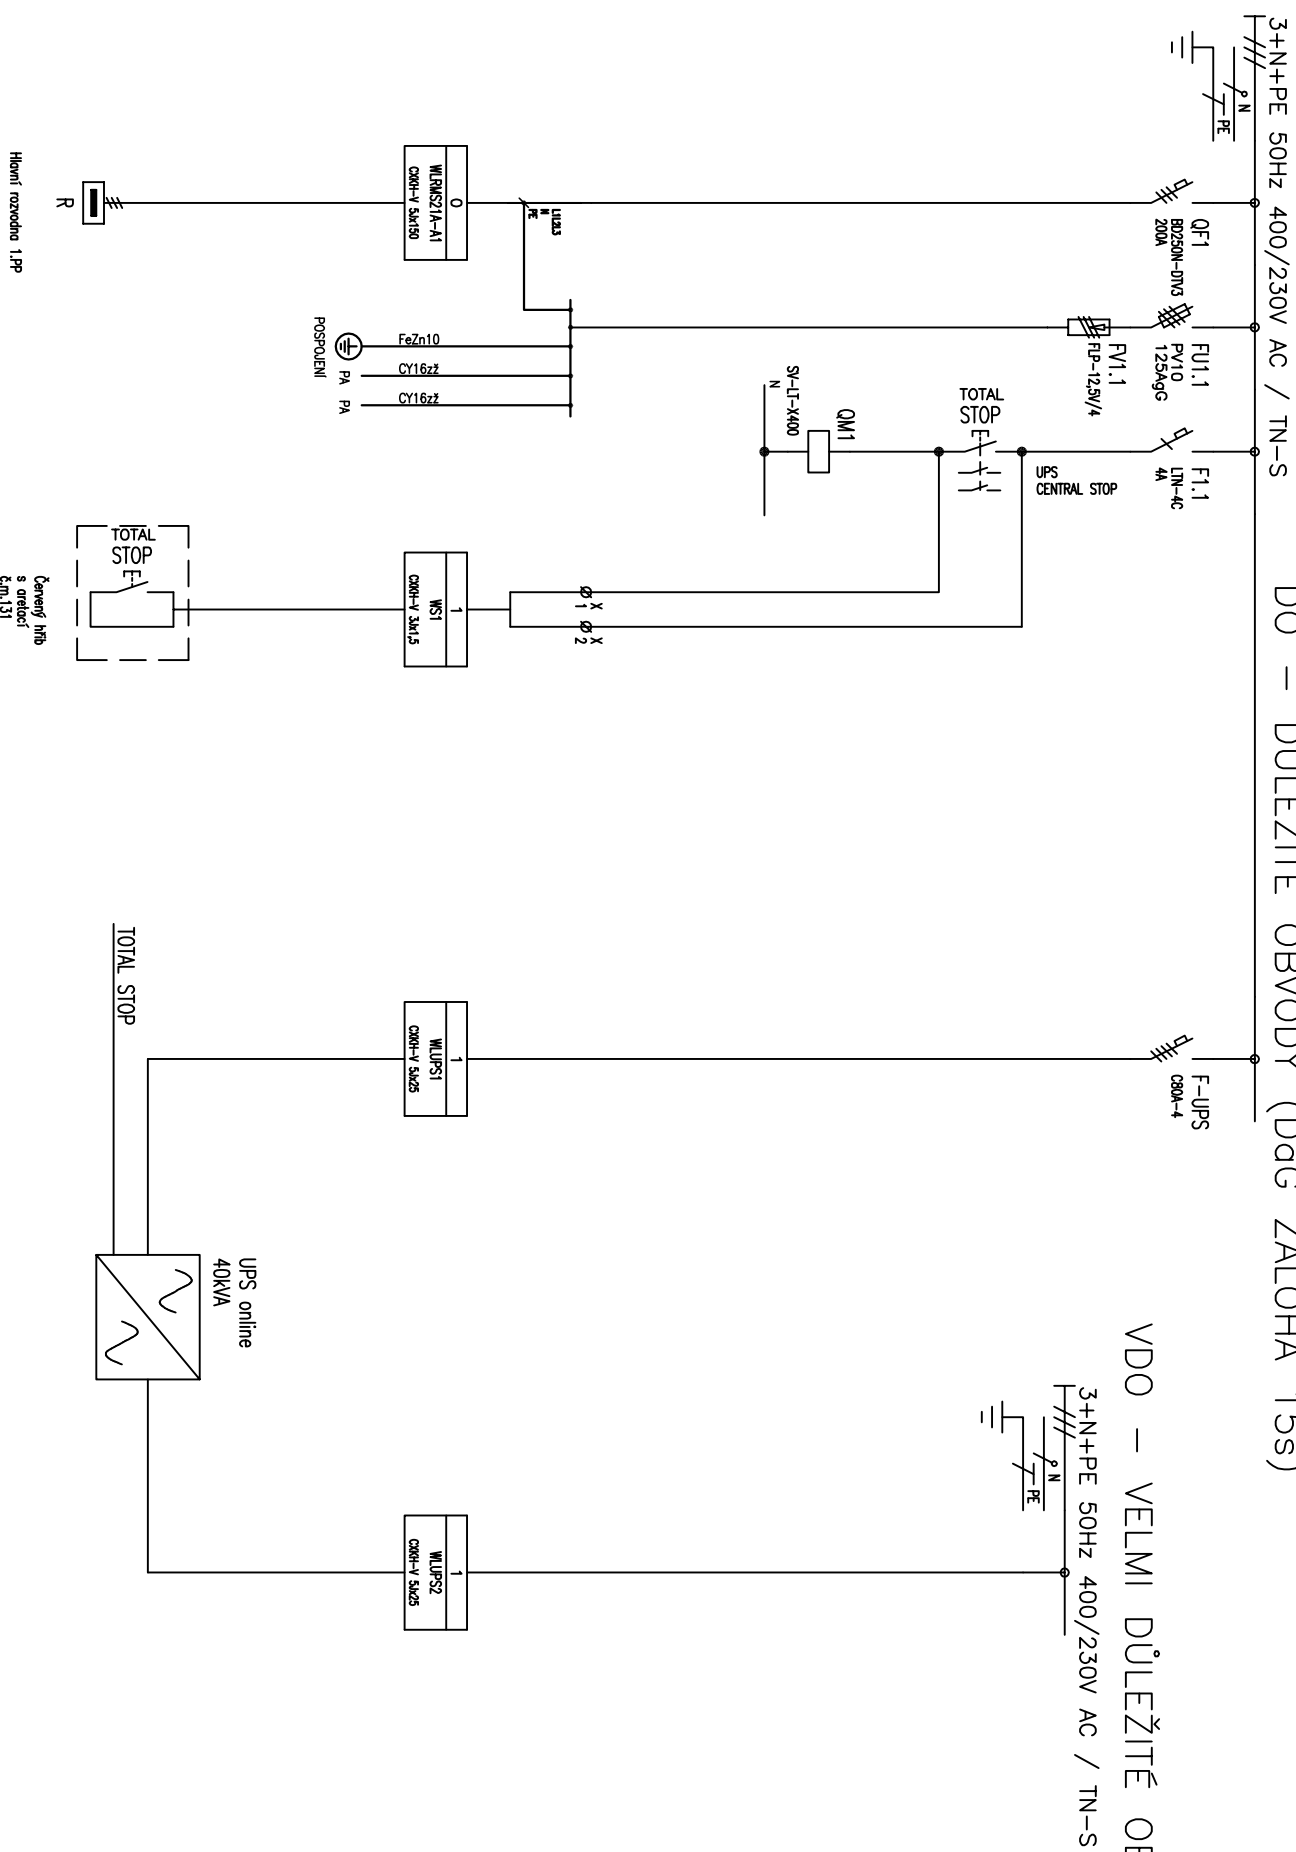 DO - DŮLEŽITÉ OBVODY (DaG ZÁLOHA 15s)
3+N+PE 50Hz 400/230V AC / TN-S
N
PE
QF1
BD250N-DTV3
200A
FU1.1
PV10
125AgG
FV1.1
FLP-12,5V/4
F1.1
LTN-4C
4A
F-UPS
C80A-4
VDO - VELMI DŮLEŽITÉ
3+N+PE 50Hz 400/230V AC / TN-S
N
PE
UPS
CENTRAL STOP
TOTAL
STOP
QM1
SV-LT-X400
N
L1L2L3
N
PE
X
1
X
2
FeZn10
CY16zž
CY16zž
PA
PA
POSPOJENÍ
0
WLRMS21A-A1
CXKH-V 5Jx150
1
WS1
CXKH-V 3Jx1,5
1
WLUPS1
CXKH-V 5Jx25
1
WLUPS2
CXKH-V 5Jx25
UPS online
40kVA
TOTAL
STOP
TOTAL STOP
R
Hlavní rozvodna 1.PP
Červený hřib
s aretací
č.m.131